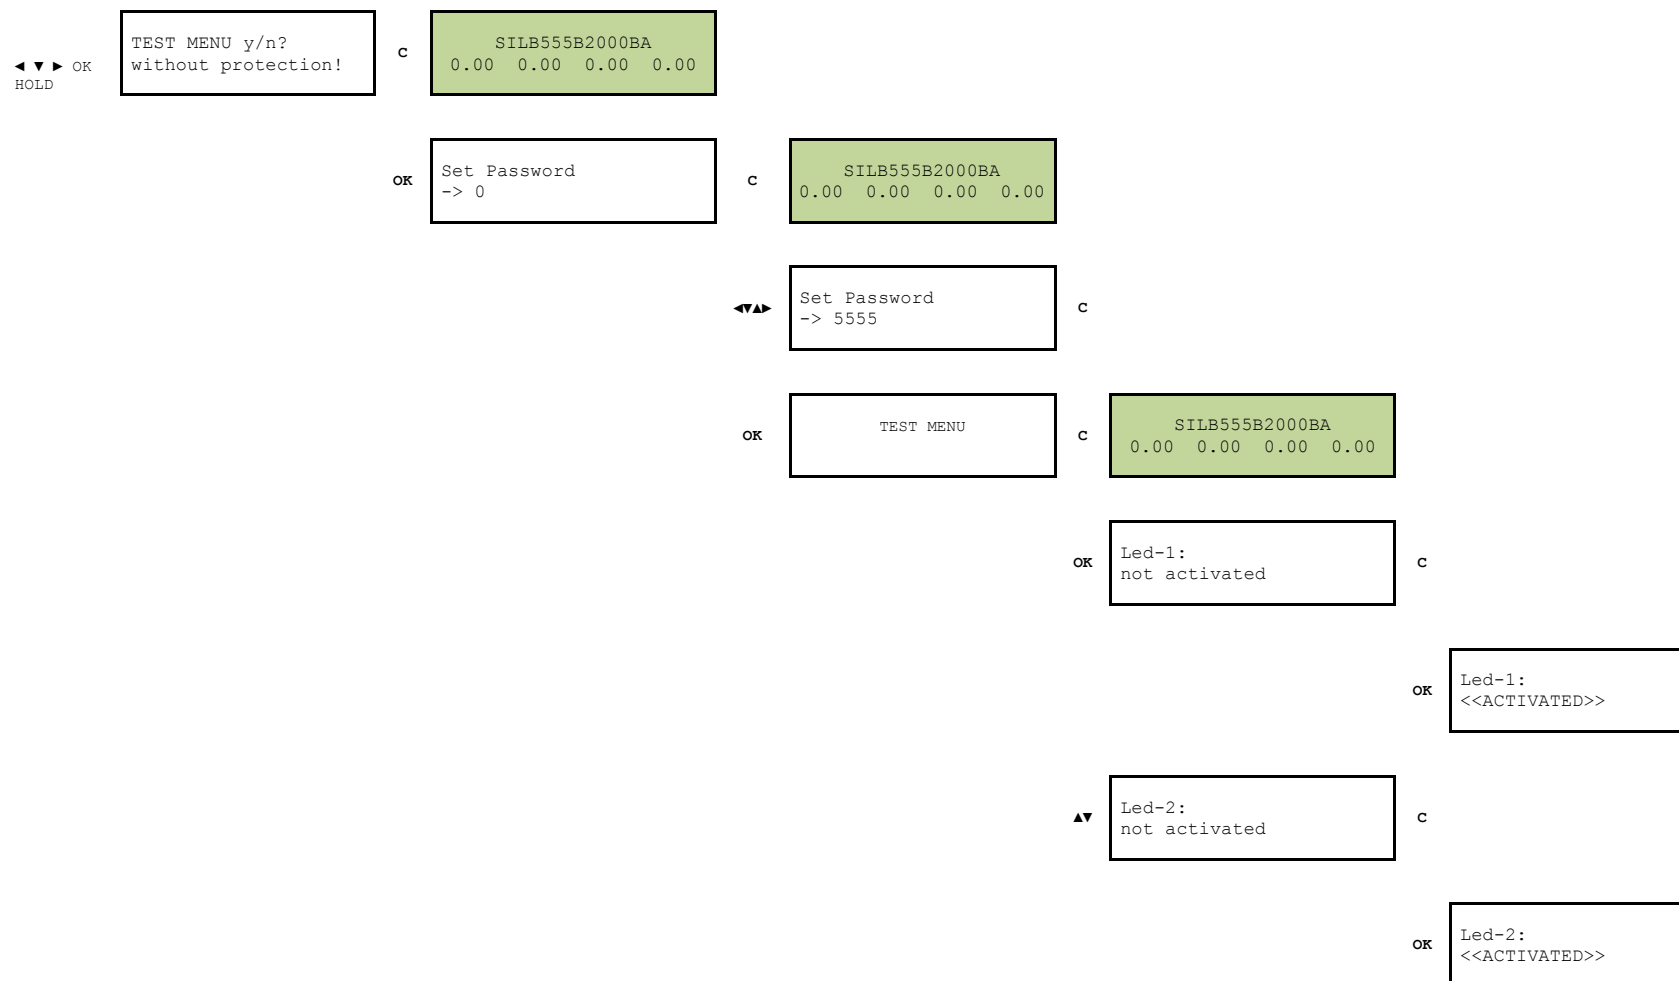 ◄ ▼ ► OK
HOLD
TEST MENU y/n?
without protection!
C
SILB555B2000BA
0.00 0.00 0.00 0.00
OK
Set Password
-> 0
C
SILB555B2000BA
0.00 0.00 0.00 0.00
◄▼▲►
Set Password
-> 5555
C
OK
TEST MENU
C
SILB555B2000BA
0.00 0.00 0.00 0.00
OK
Led-1:
not activated
C
OK
Led-1:
<<ACTIVATED>>
▲▼
Led-2:
not activated
C
OK
Led-2:
<<ACTIVATED>>